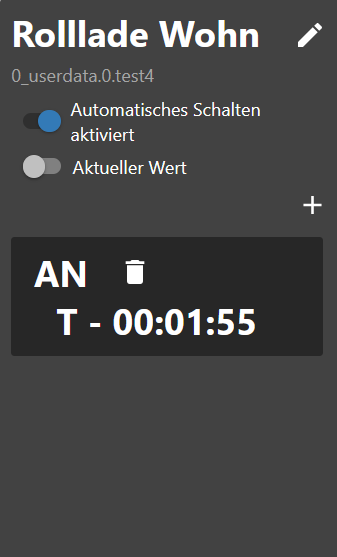 Rolllade Wohn
0_userdata.0.test4
Automatisches Schalten
aktiviert
Aktueller Wert
AN
T - 00:01:55